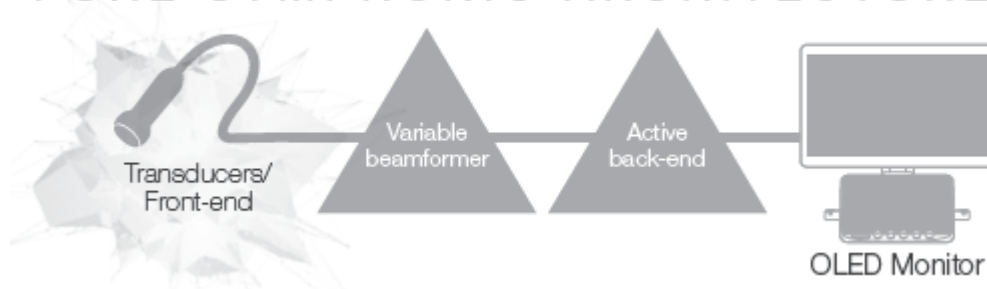 Transducers/
Front-end
Variable
beamformer
Active
back-end
OLED Monitor